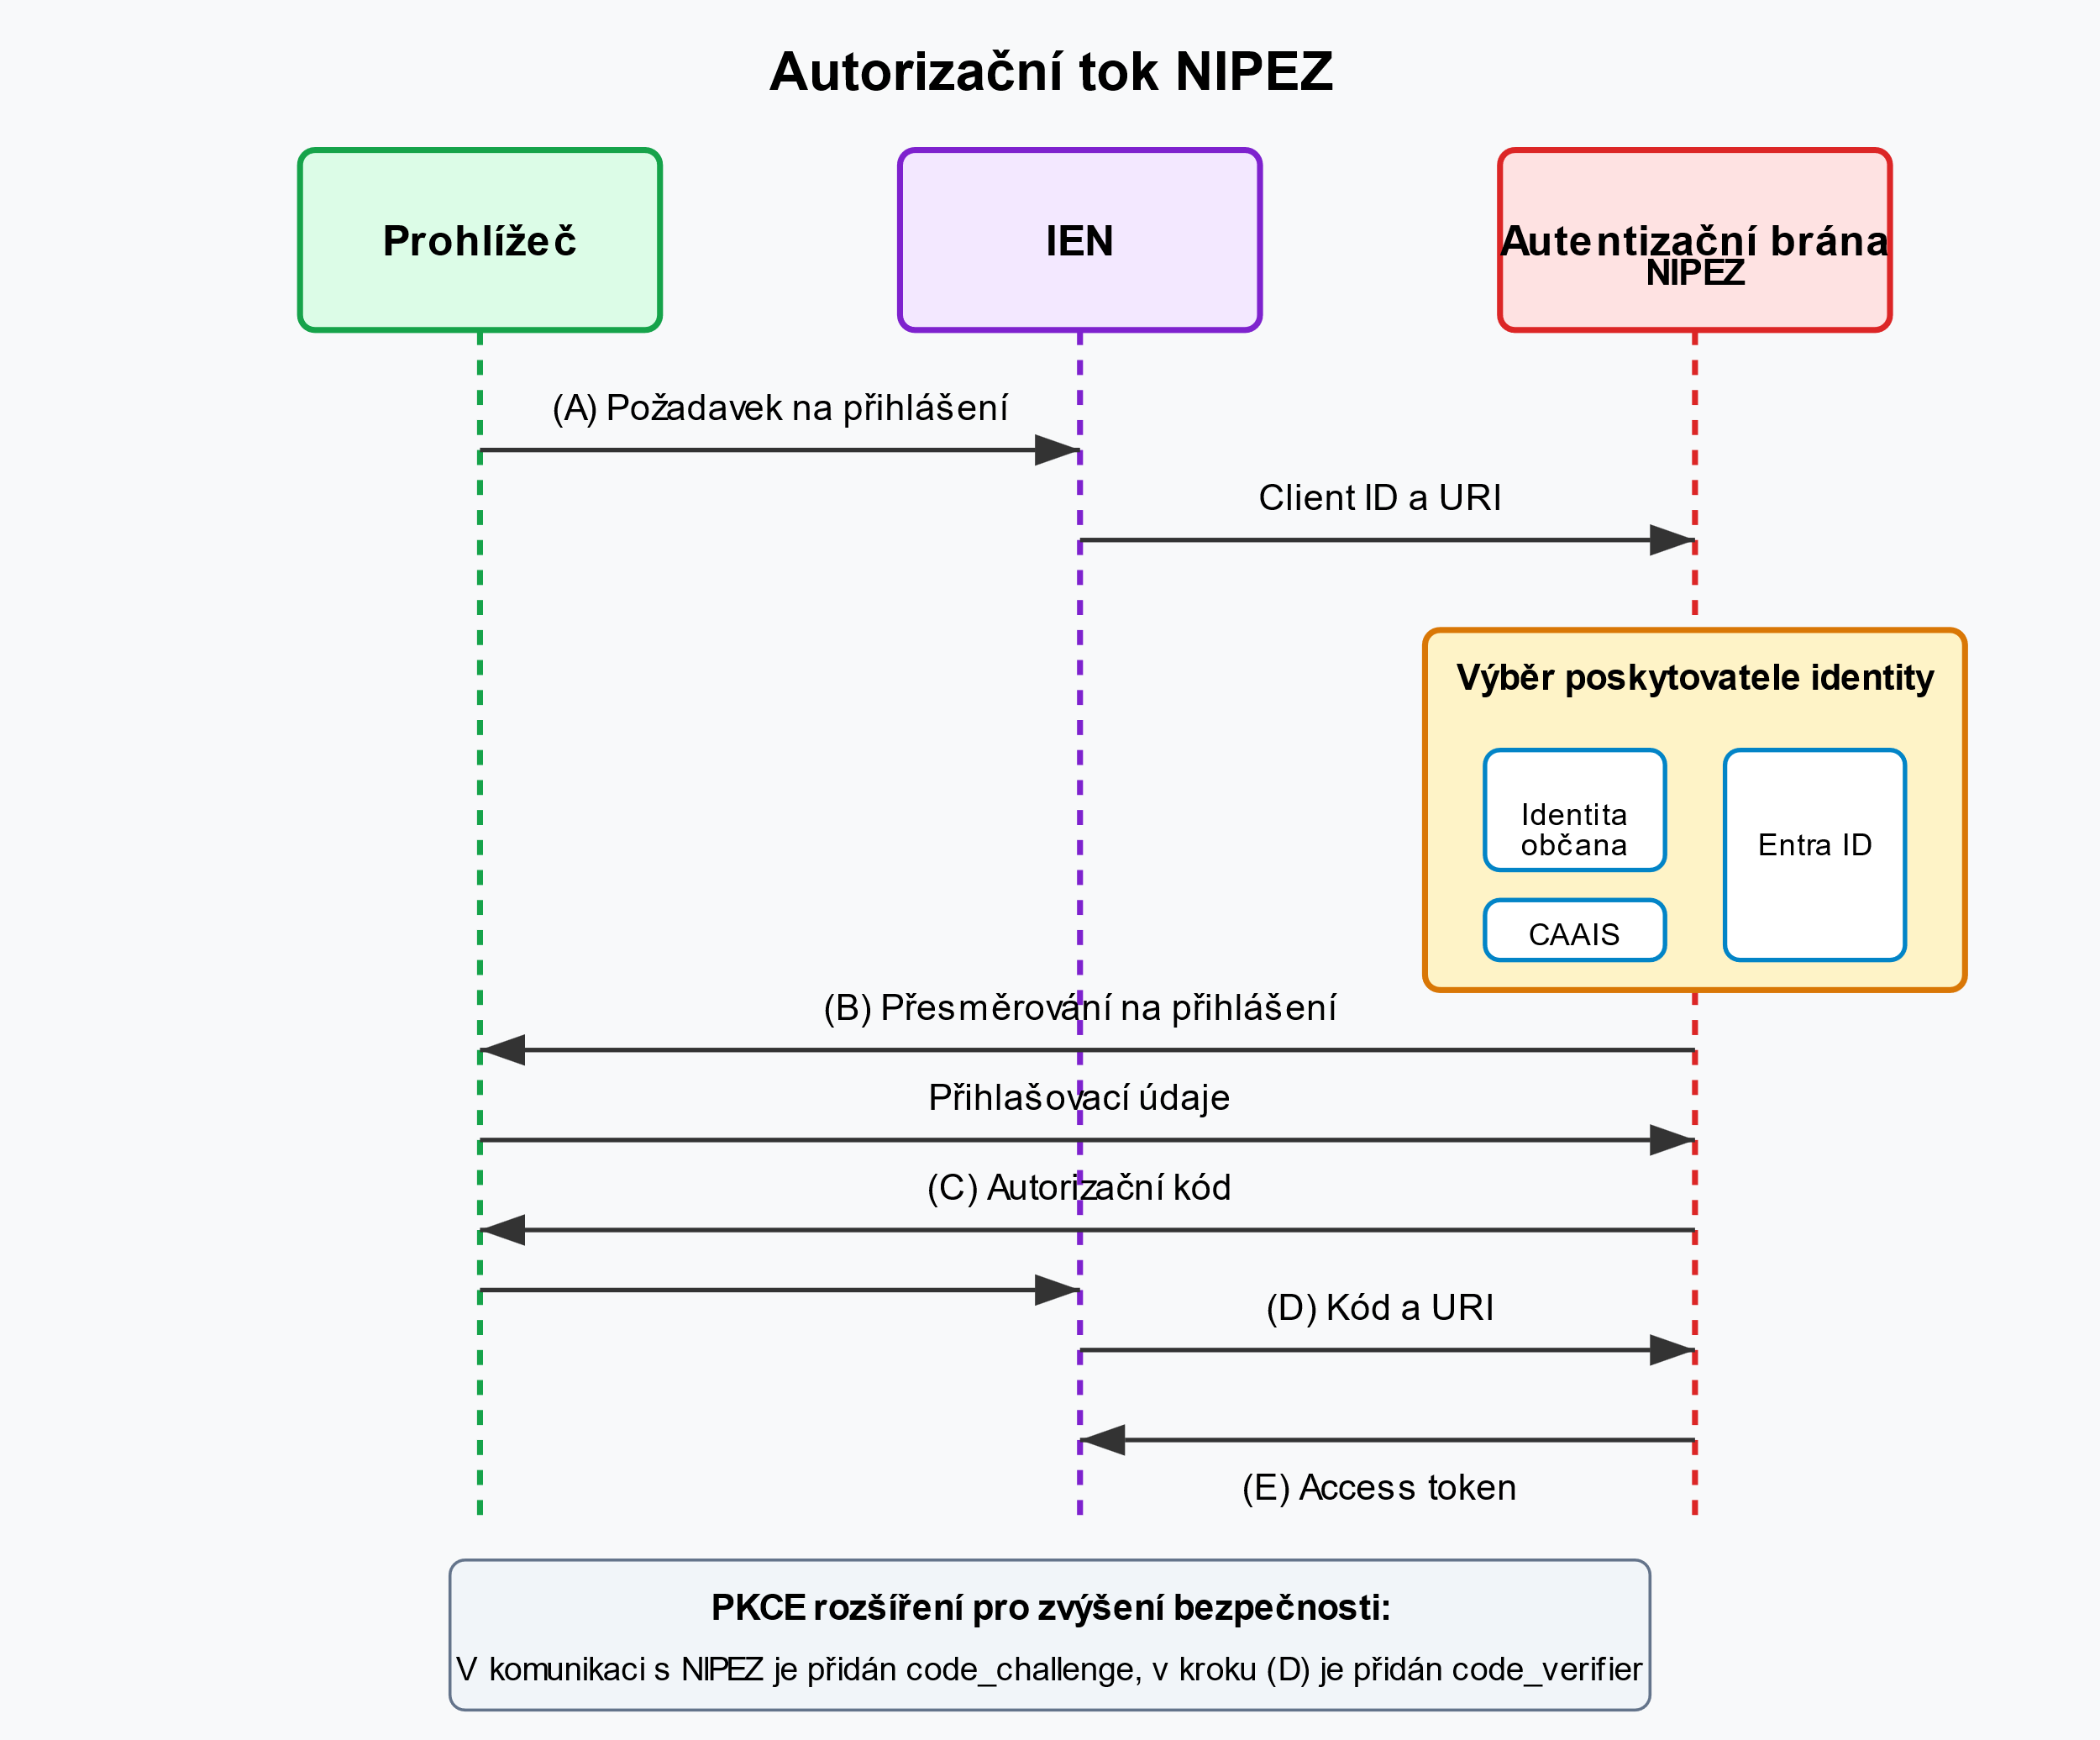 Autorizační tok NIPEZ
Prohlížeč
IEN
Autentizační brána
NIPEZ
(A) Požadavek na přihlášení
Client ID a URI
Výběr poskytovatele identity
Identita
občana
Entra ID
CAAIS
(B) Přesměrování na přihlášení
Přihlašovací údaje
(C) Autorizační kód
(D) Kód a URI
(E) Access token
PKCE rozšíření pro zvýšení bezpečnosti:
V komunikaci s NIPEZ je přidán code_challenge, v kroku (D) je přidán code_verifier